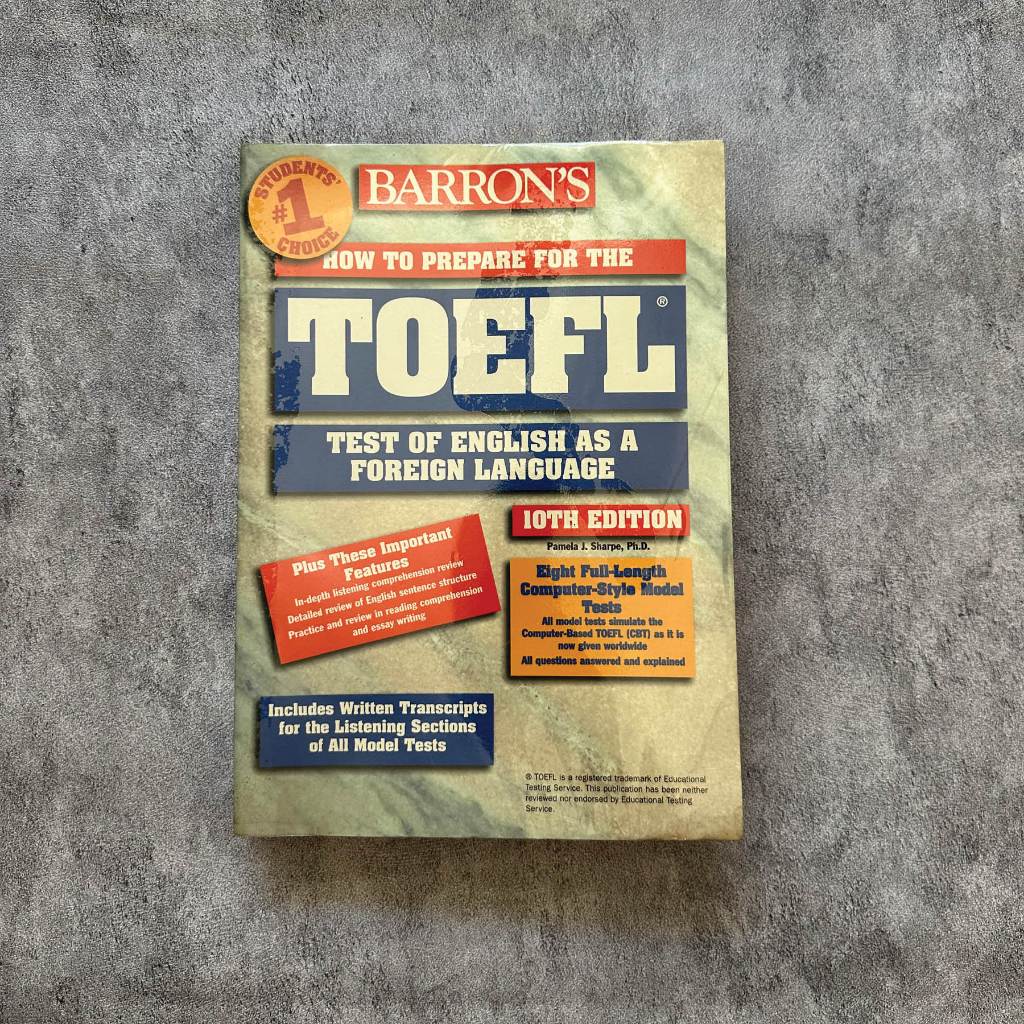 STUDENTS'
#1
CHOICE
BARRON'S
HOW TO PREPARE FOR THE
TOEFL®
TEST OF ENGLISH AS A
FOREIGN LANGUAGE
10TH EDITION
Pamela J. Sharpe, Ph.D.
Plus These Important
Features
In-depth listening comprehension review
Detailed review of English sentence structure
Practice and review in reading comprehension
and essay writing
Eight Full-Length
Computer-Style Model
Tests
All model tests simulate the
Computer-Based TOEFL (CBT) as it is
now given worldwide
All questions answered and explained
Includes Written Transcripts
for the Listening Sections
of All Model Tests
® TOEFL is a registered trademark of Educational
Testing Service. This publication has been neither
reviewed nor endorsed by Educational Testing
Service.